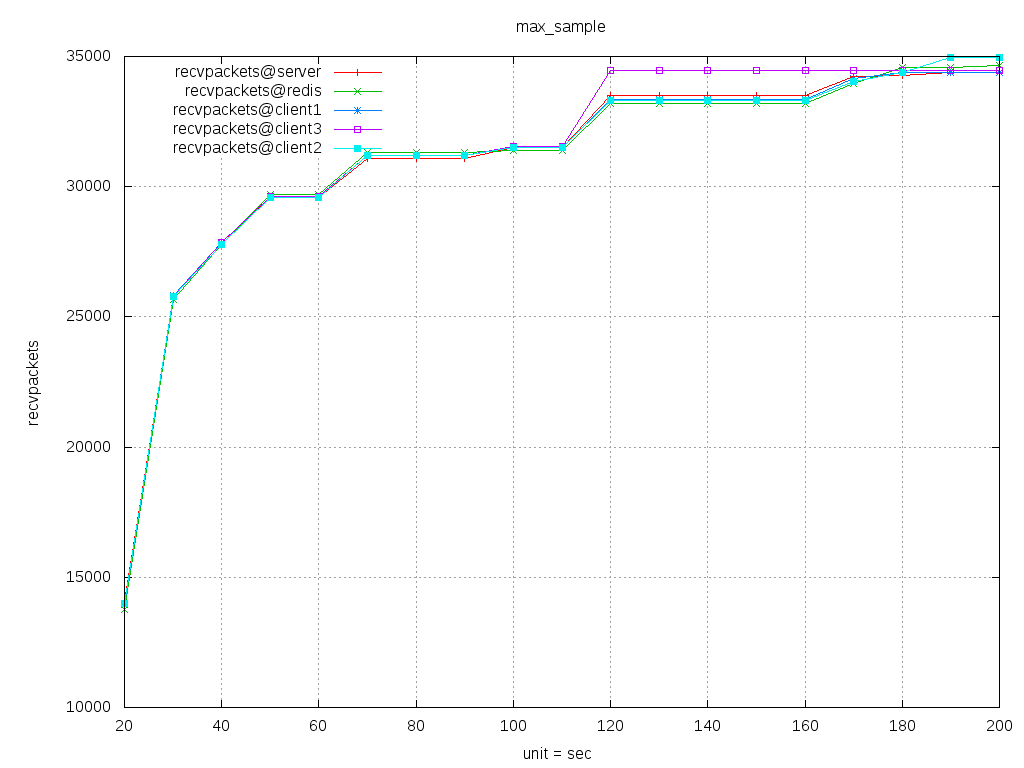 max_sample
35000
30000
25000
20000
15000
10000
recvpackets
recvpackets@server
recvpackets@redis
recvpackets@client1
recvpackets@client3
recvpackets@client2
20 40 60 80 100 120 140 160 180 200
unit = sec